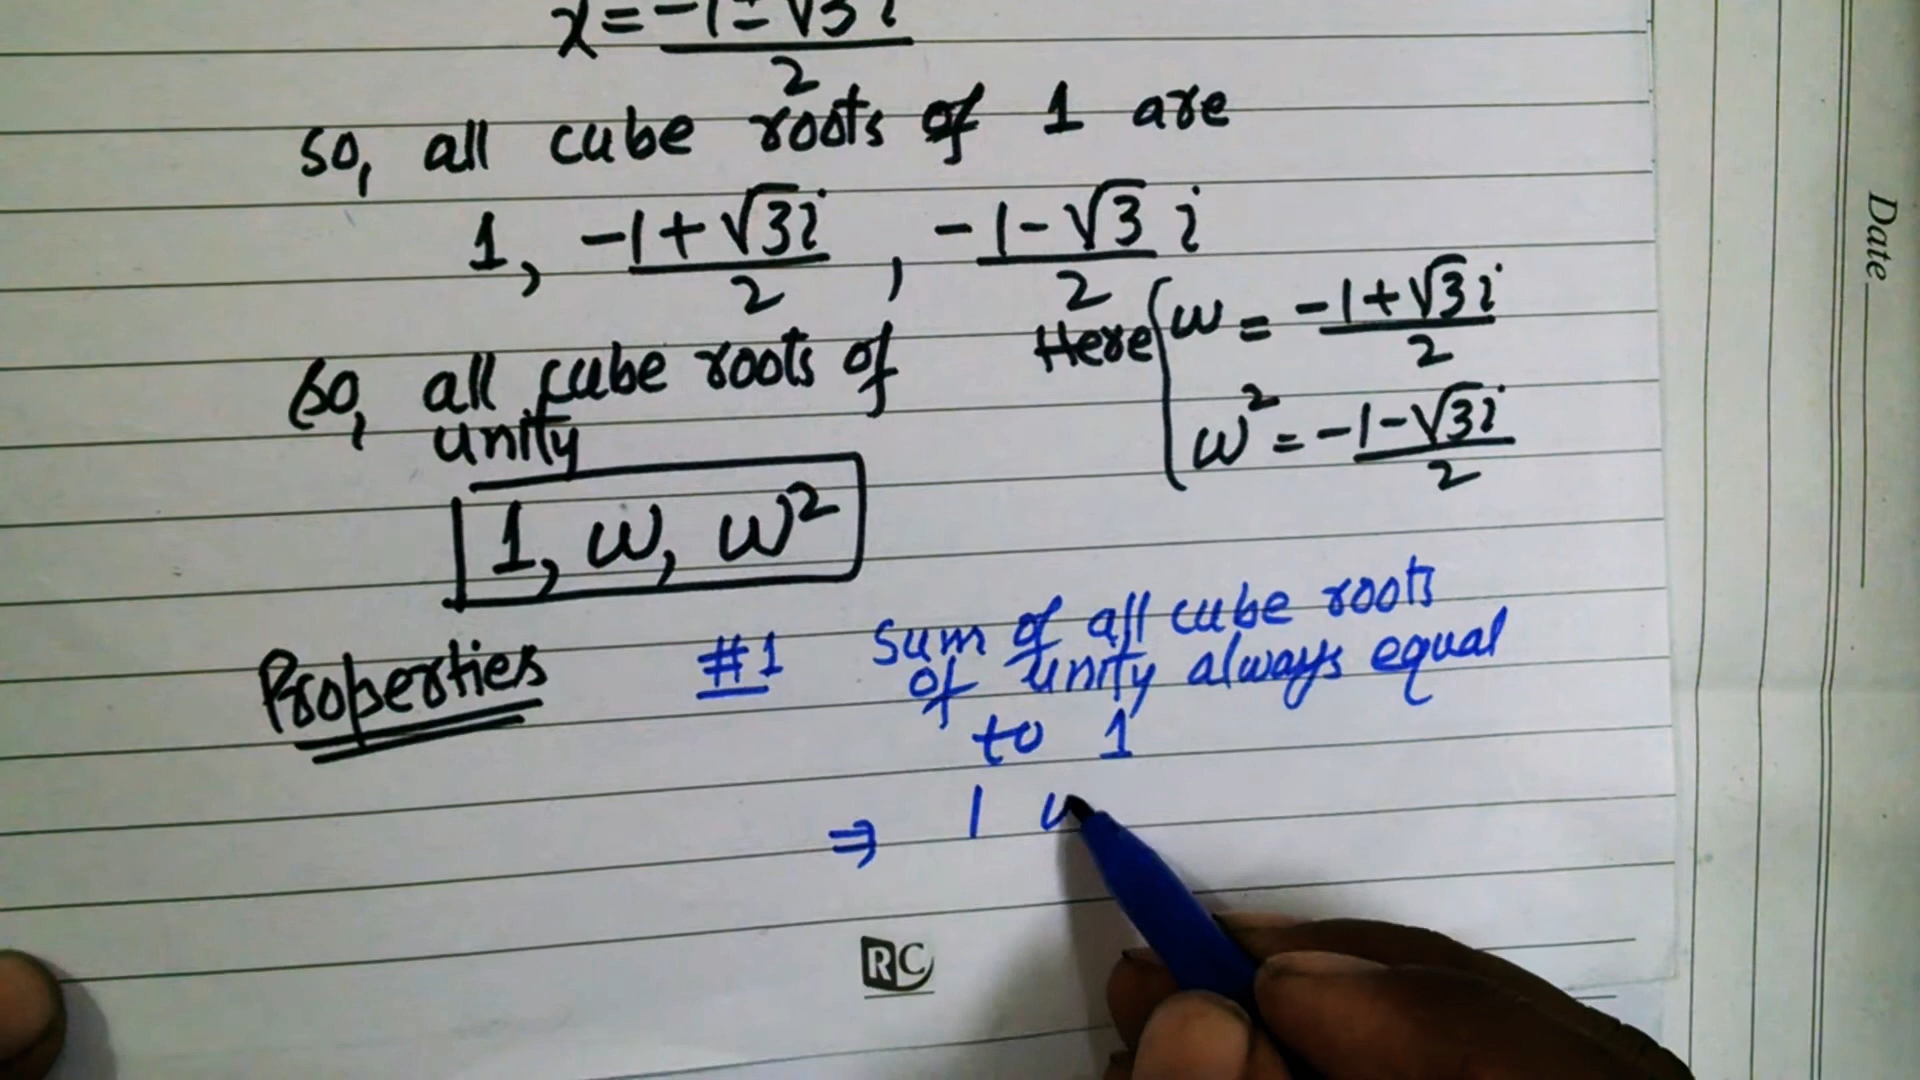 x = -1±√3 i / 2
so, all cube roots of 1 are
1, -1+√3i / 2 , -1-√3 i / 2
so, all cube roots of unity
Here { ω = -1+√3i / 2
ω² = -1-√3i / 2
1, ω, ω²
Properties #1 Sum of all cube roots
of unity always equal
to 1
⇒ 1 ω
RC
Date